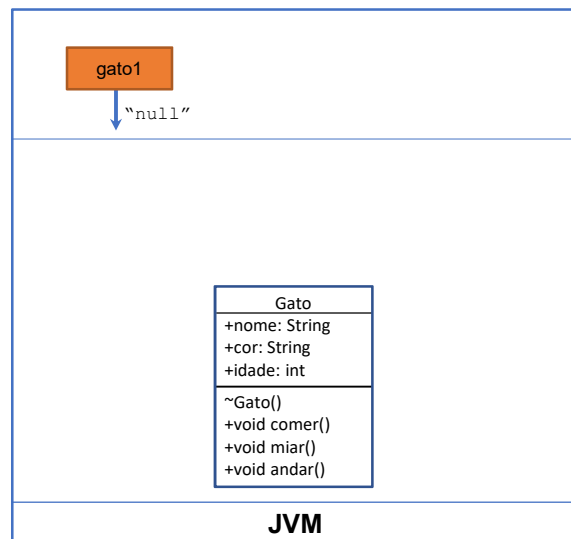 gato1
“null”
Gato
+nome: String
+cor: String
+idade: int
~Gato()
+void comer()
+void miar()
+void andar()
JVM